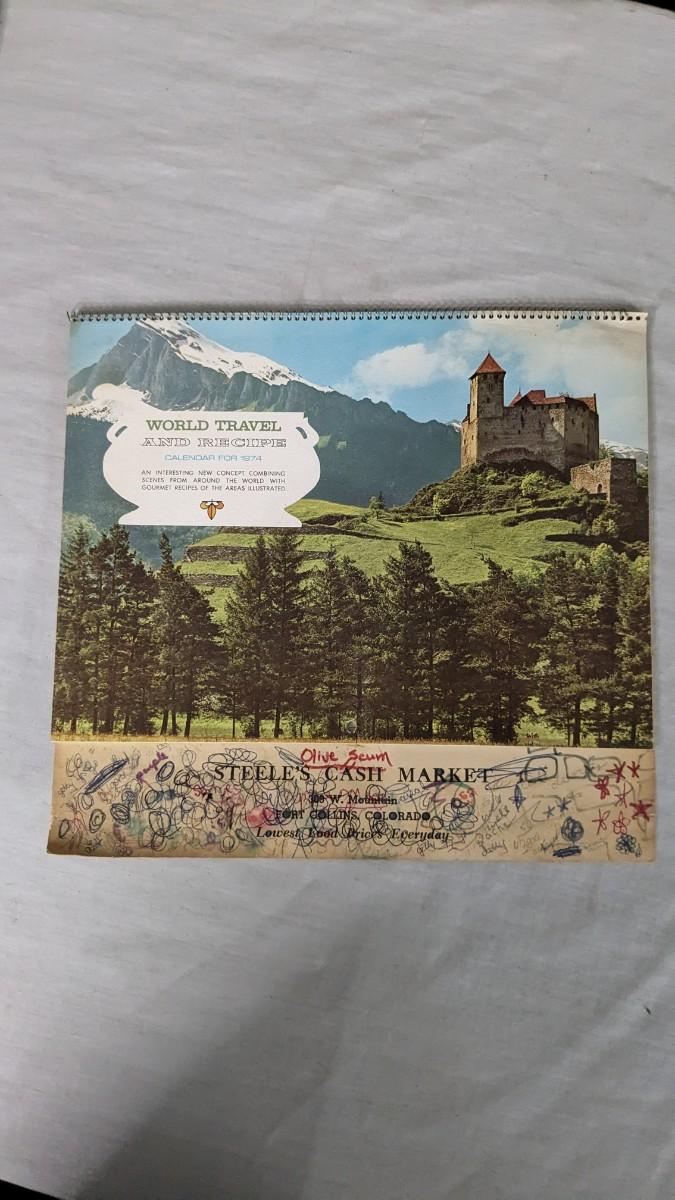 WORLD TRAVEL
AND RECIPE
CALENDAR FOR 1974
AN INTERESTING NEW CONCEPT COMBINING
SCENES FROM AROUND THE WORLD WITH
GOURMET RECIPES OF THE AREAS ILLUSTRATED.
Olive Scum
purple
STEELE'S CASH MARKET
W. Mountain
FORT COLLINS, COLORADO
Lowest Food Prices Everyday